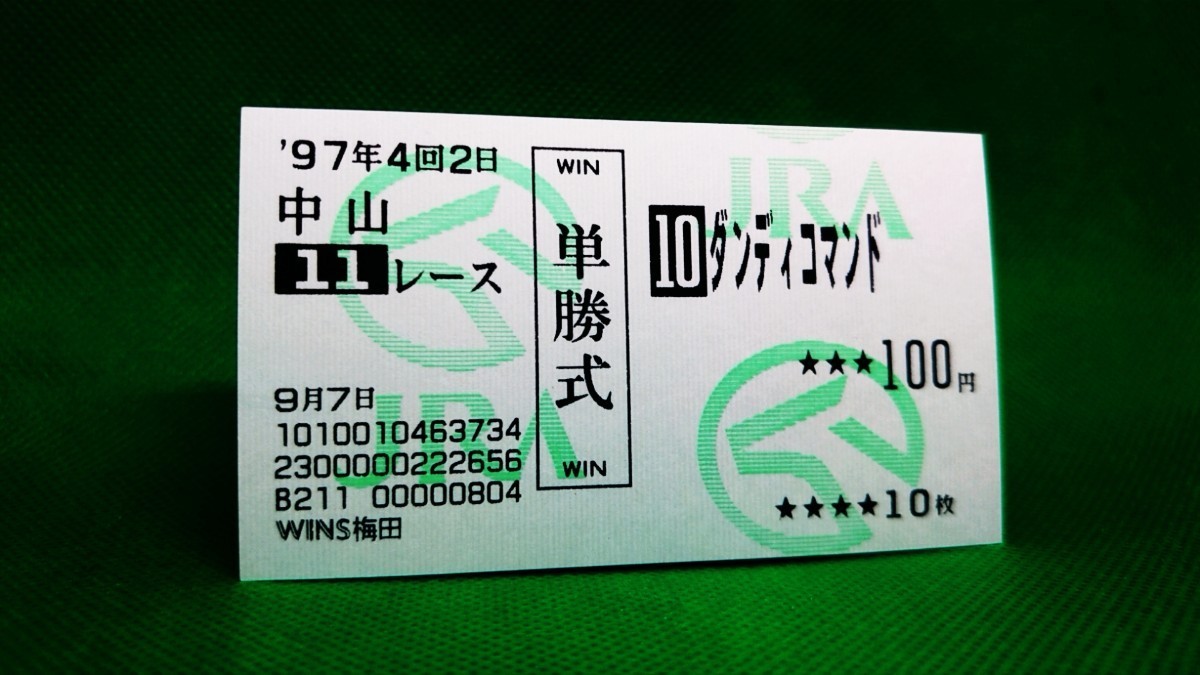 '97年4回2日
中山
11レース
9月7日
1010010463734
2300000222656
B211 00000804
WINS梅田
WIN
単勝式
WIN
JRA
10ダンディコマンド
★★★100円
★★★★10枚
JRA